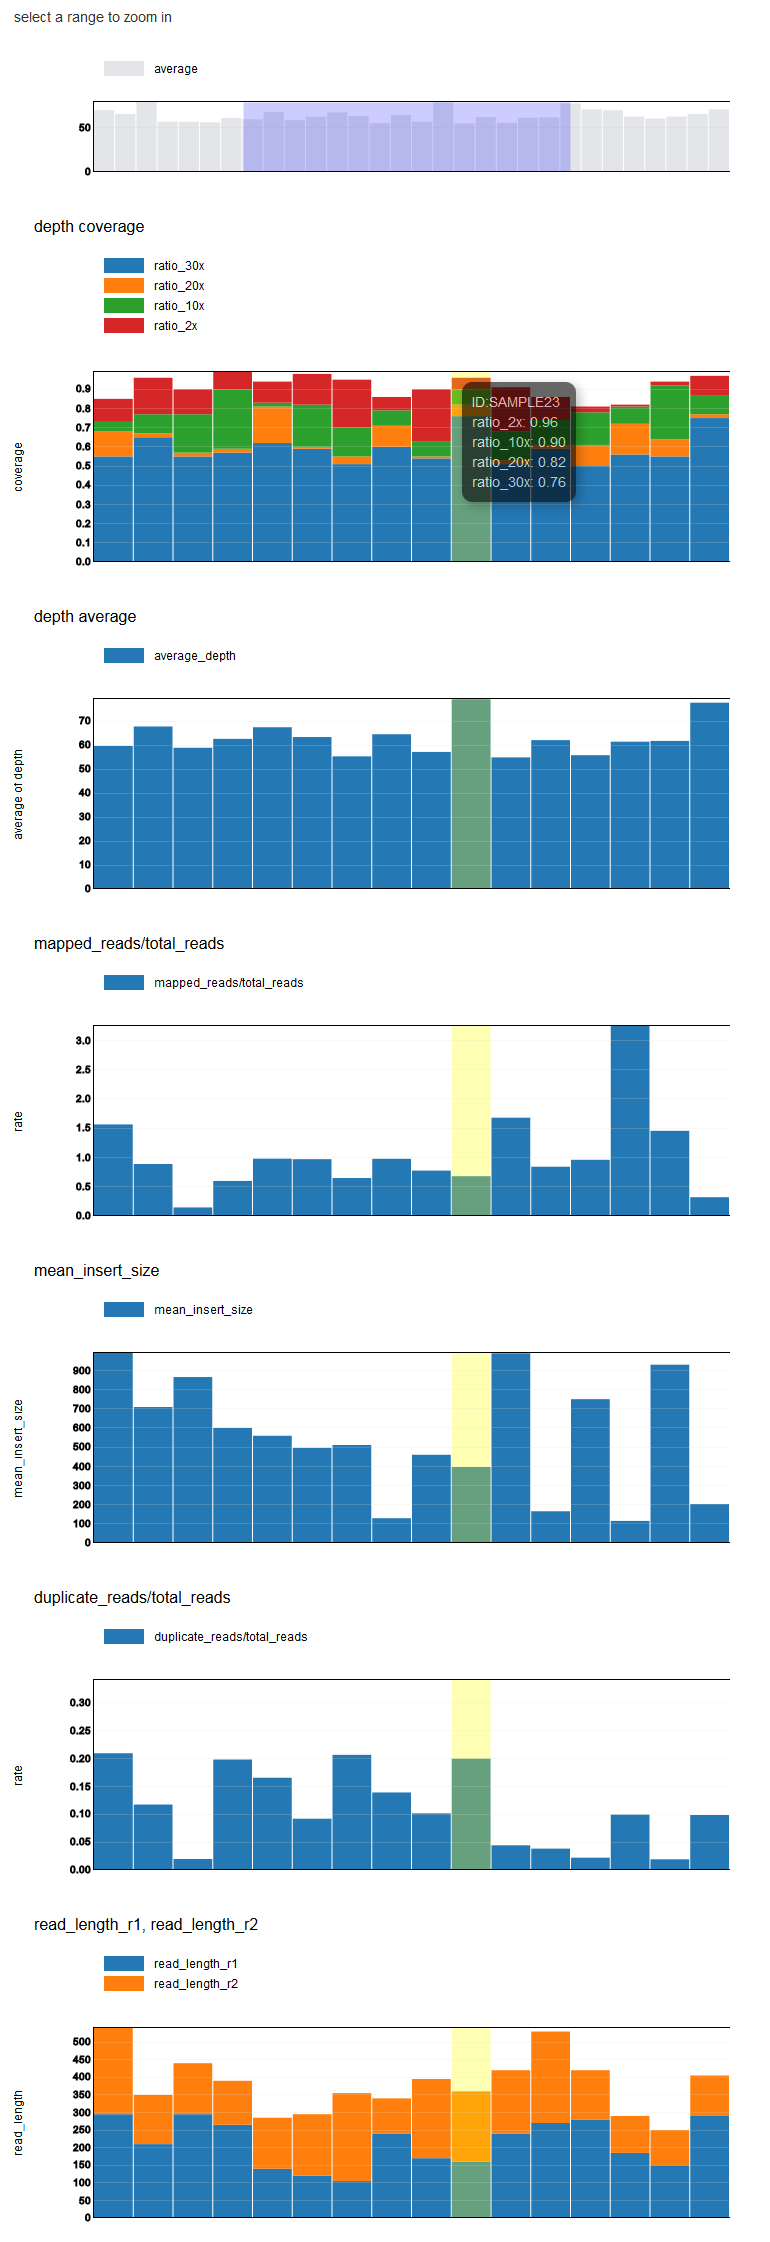 select a range to zoom in
average
50
0
depth coverage
ratio_30x
ratio_20x
ratio_10x
ratio_2x
0.9
0.8
0.7
0.6
0.5
0.4
0.3
0.2
0.1
0.0
coverage
ID:SAMPLE23
ratio_2x: 0.96
ratio_10x: 0.90
ratio_20x: 0.82
ratio_30x: 0.76
depth average
average_depth
70
60
50
40
30
20
10
0
average of depth
mapped_reads/total_reads
mapped_reads/total_reads
3.0
2.5
2.0
1.5
1.0
0.5
0.0
rate
mean_insert_size
mean_insert_size
900
800
700
600
500
400
300
200
100
0
mean_insert_size
duplicate_reads/total_reads
duplicate_reads/total_reads
0.30
0.25
0.20
0.15
0.10
0.05
0.00
rate
read_length_r1, read_length_r2
read_length_r1
read_length_r2
500
450
400
350
300
250
200
150
100
50
0
read_length